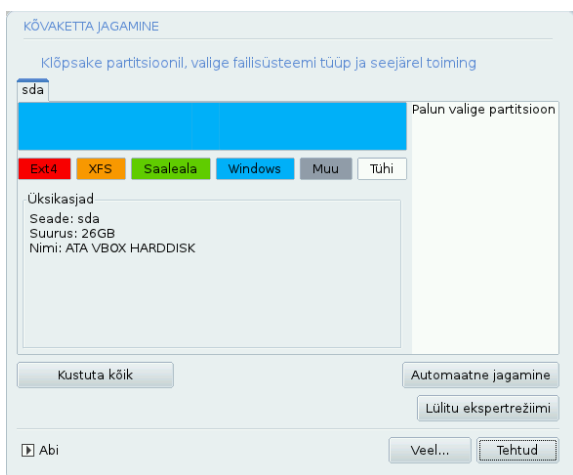 KÕVAKETTA JAGAMINE
Klõpsake partitsioonil, valige failisüsteemi tüüp ja seejärel toiming
sda
Palun valige partitsioon
Ext4 XFS Saaleala Windows Muu Tühi
Üksikasjad
Seade: sda
Suurus: 26GB
Nimi: ATA VBOX HARDDISK
Kustuta kõik
Automaatne jagamine
Lülitu ekspertrežiimi
Abi
Veel... Tehtud